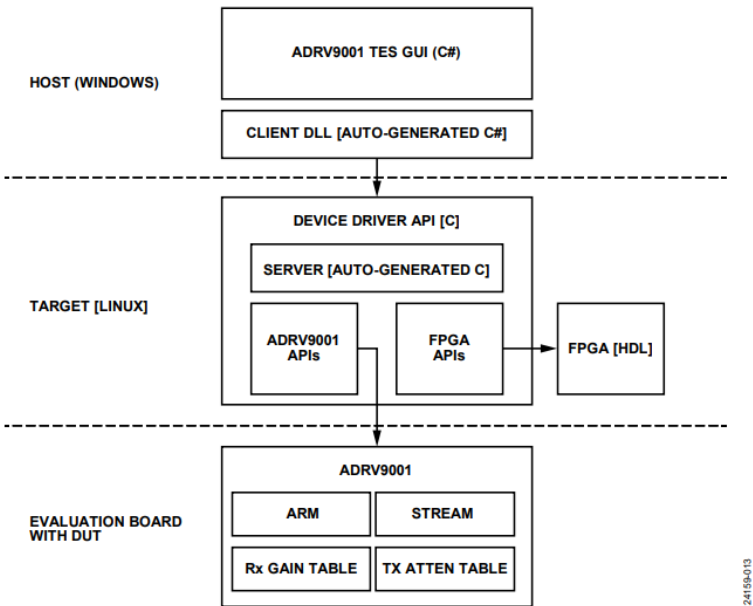 ADRV9001 TES GUI (C#)
HOST (WINDOWS)
CLIENT DLL [AUTO-GENERATED C#]
DEVICE DRIVER API [C]
SERVER [AUTO-GENERATED C]
TARGET [LINUX]
ADRV9001
APIs
FPGA
APIs
FPGA [HDL]
ADRV9001
ARM
STREAM
EVALUATION BOARD
WITH DUT
Rx GAIN TABLE
TX ATTEN TABLE
24159-013